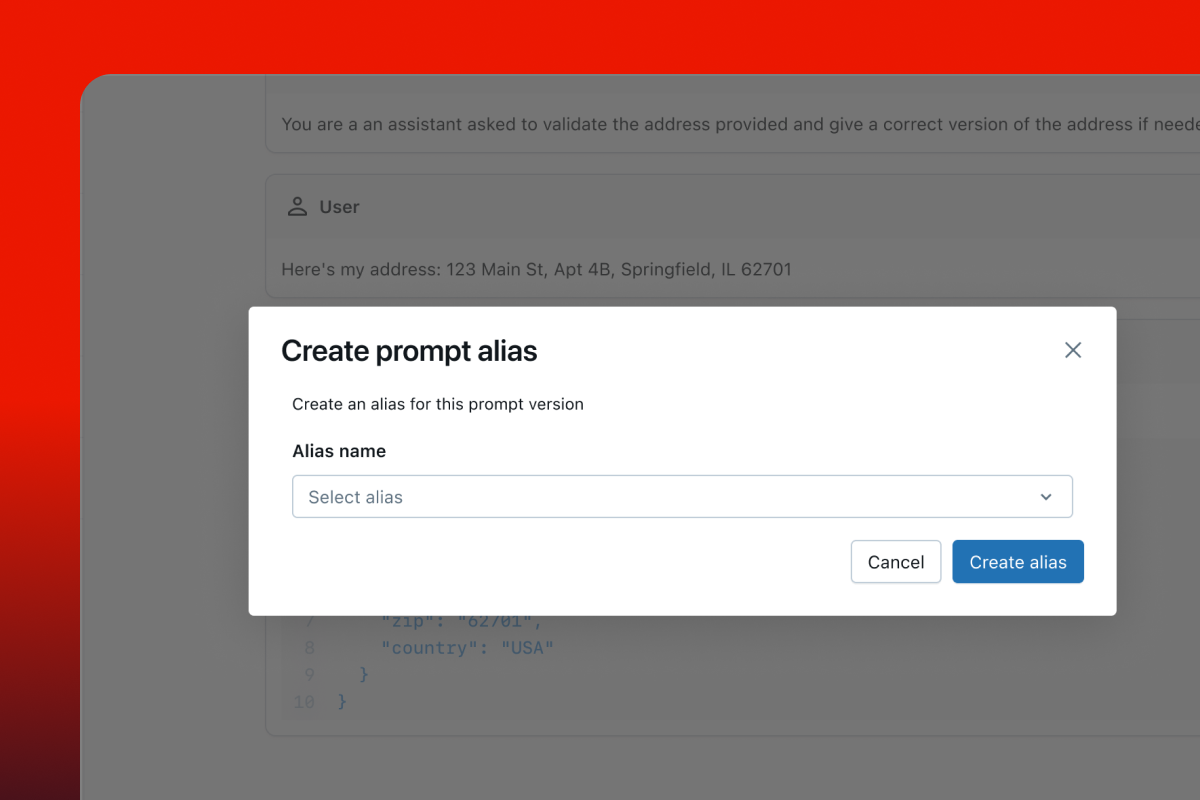 You are a an assistant asked to validate the address provided and give a correct version of the address if
User
Here's my address: 123 Main St, Apt 4B, Springfield, IL 62701
Create prompt alias
Create an alias for this prompt version
Alias name
Select alias
Cancel
Create alias
7 "zip": "62701",
8 "country": "USA"
9 }
10 }